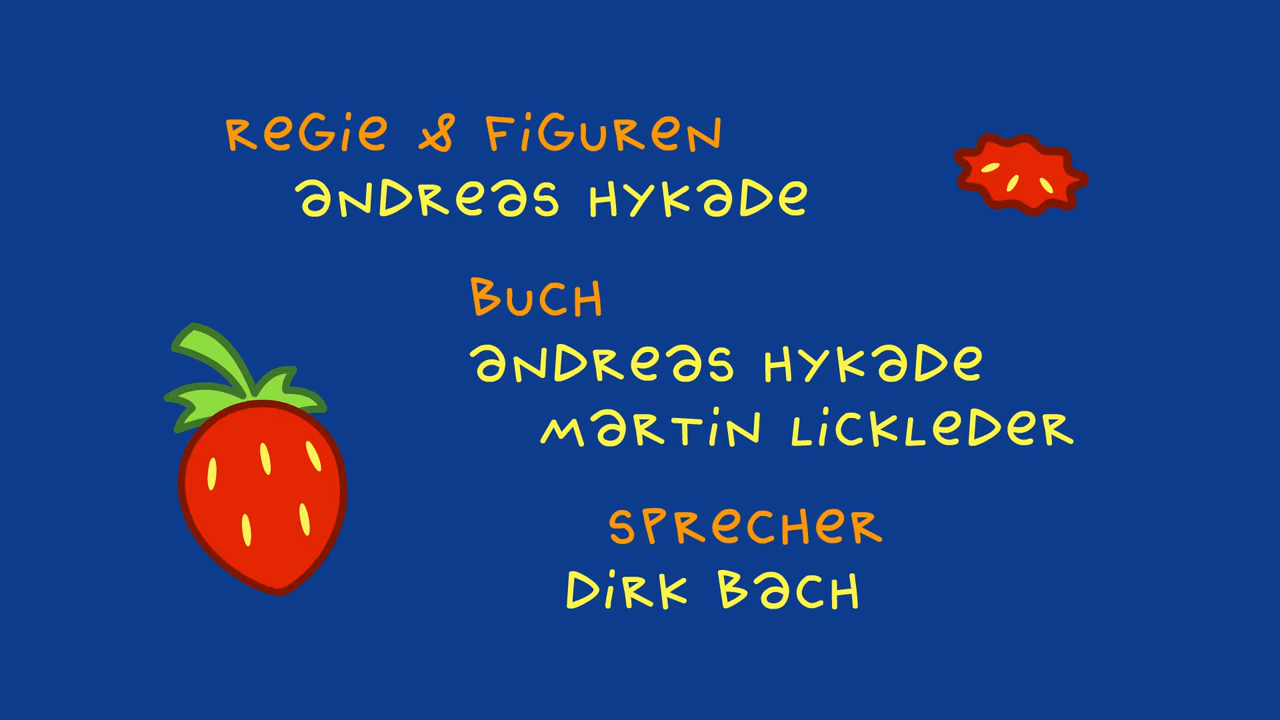 Regie & Figuren
Andreas Hykade
Buch
Andreas Hykade
Martin Lickleder
Sprecher
Dirk Bach